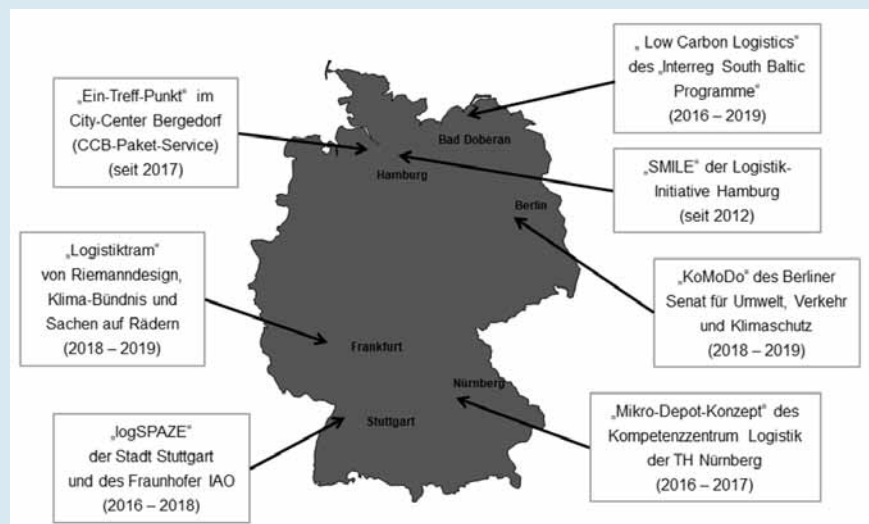 „Ein-Treff-Punkt“ im
City-Center Bergedorf
(CCB-Paket-Service)
(seit 2017)
„Logistiktram“
von Riemanndesign,
Klima-Bündnis und
Sachen auf Rädern
(2018 – 2019)
„logSPAZE“
der Stadt Stuttgart
und des Fraunhofer IAO
(2016 – 2018)
Bad Doberan
Hamburg
Berlin
Frankfurt
Nürnberg
Stuttgart
„ Low Carbon Logistics“
des „Interreg South Baltic
Programme“
(2016 – 2019)
„SMILE“ der Logistik-
Initiative Hamburg
(seit 2012)
„KoMoDo“ des Berliner
Senat für Umwelt, Verkehr
und Klimaschutz
(2018 – 2019)
„Mikro-Depot-Konzept“ des
Kompetenzzentrum Logistik
der TH Nürnberg
(2016 – 2017)